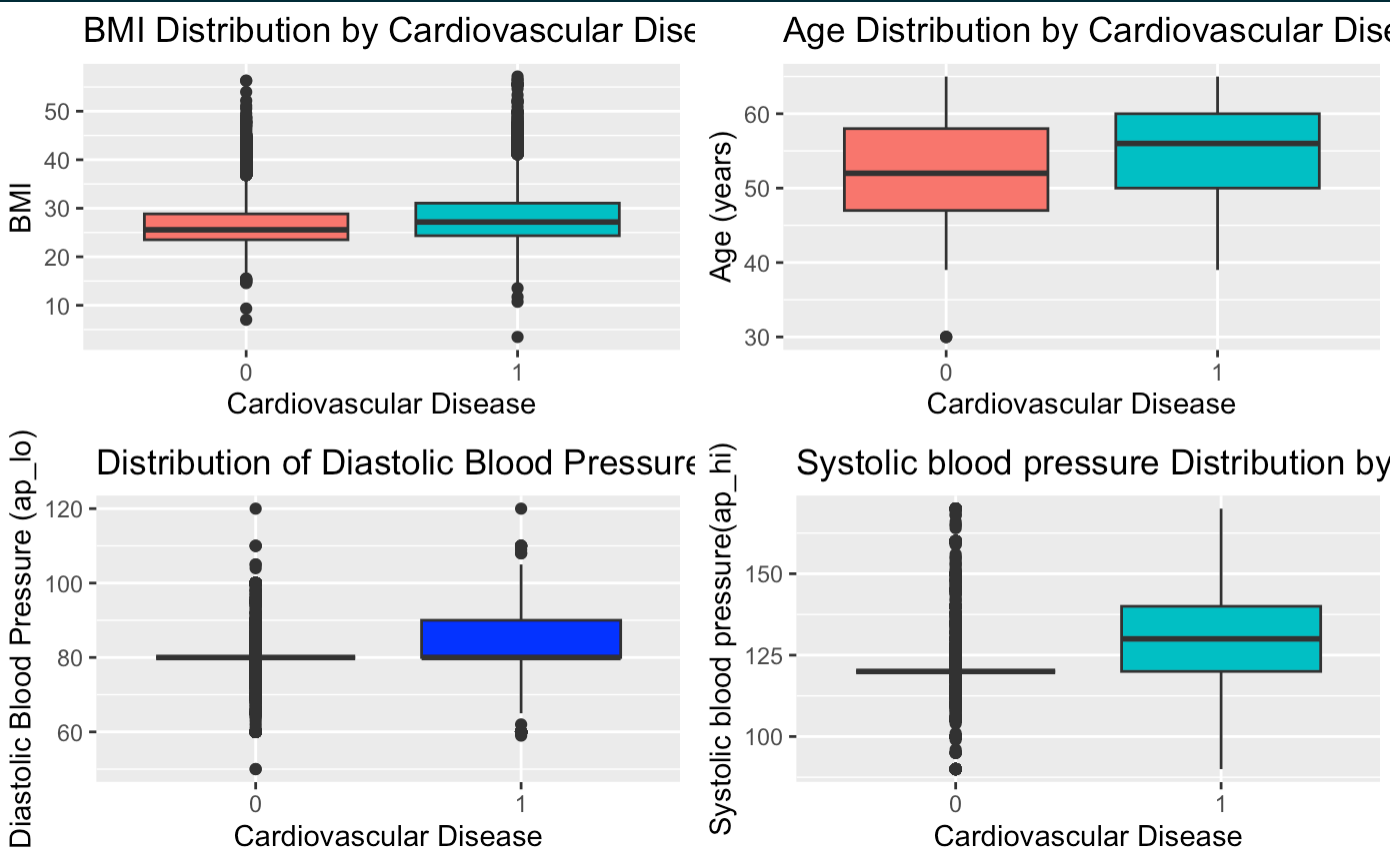 BMI Distribution by Cardiovascular Dise
BMI
50
40
30
20
10
0 1
Cardiovascular Disease
Age Distribution by Cardiovascular Dise
Age (years)
60
50
40
30
0 1
Cardiovascular Disease
Distribution of Diastolic Blood Pressure
Diastolic Blood Pressure (ap_lo)
120
100
80
60
0 1
Cardiovascular Disease
Systolic blood pressure Distribution by
Systolic blood pressure(ap_hi)
150
125
100
0 1
Cardiovascular Disease